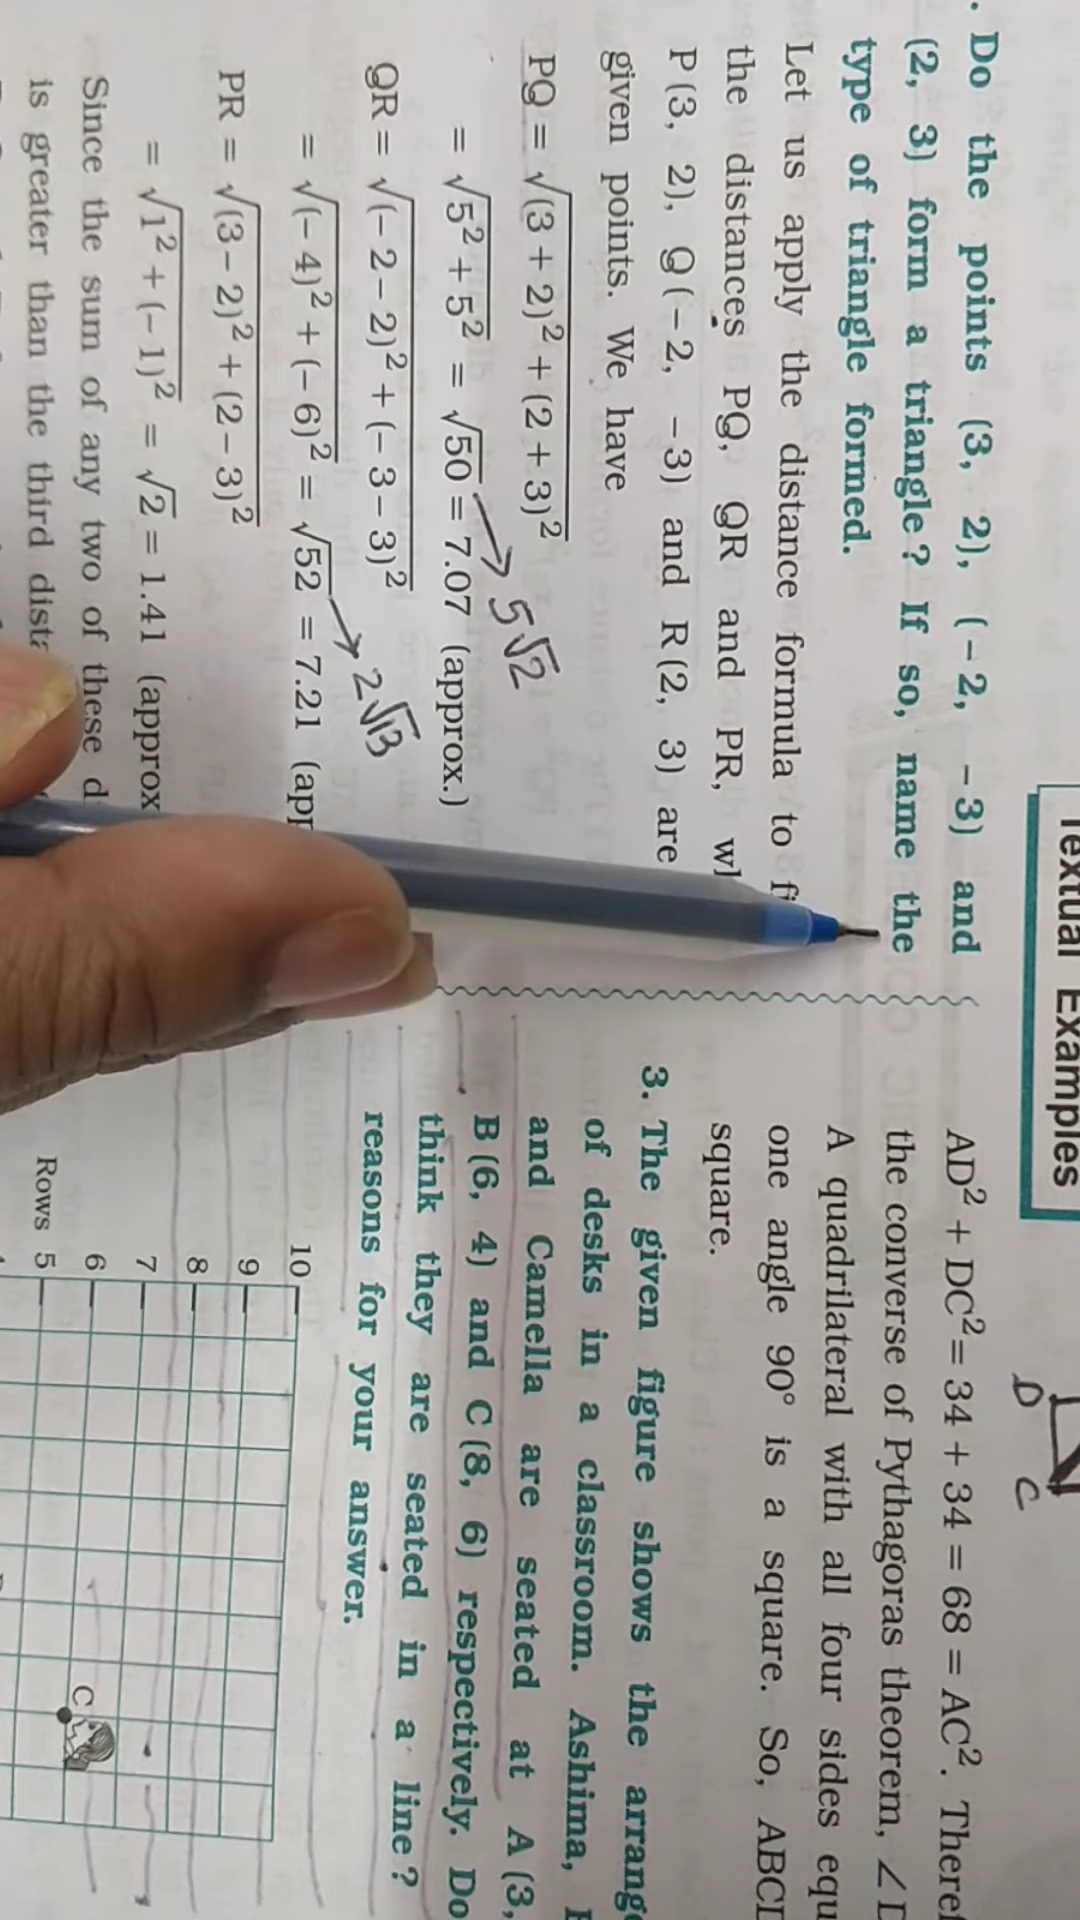 Textual Examples
. Do the points (3, 2), (– 2, – 3) and
(2, 3) form a triangle ? If so, name the
type of triangle formed.
Let us apply the distance formula to
the distances PQ, QR and PR,
P (3, 2), Q (– 2, – 3) and R (2, 3) are
given points. We have
PQ = √(3 + 2)² + (2 + 3)²
= √5² + 5² = √50 = 7.07 (approx.)
→ 5√2
QR = √(– 2 – 2)² + (– 3 – 3)²
= √(– 4)² + (– 6)² = √52 = 7.21
→ 2√13
PR = √(3 – 2)² + (2 – 3)²
= √1² + (– 1)² = √2 = 1.41 (approx
Since the sum of any two of these
is greater than the third
D C
AD² + DC² = 34 + 34 = 68 = AC².
the converse of Pythagoras theorem,
A quadrilateral with all four sides
one angle 90° is a square. So,
square.
3. The given figure shows the
of desks in a classroom. Ashima,
and Camella are seated at A (3,
B (6, 4) and C (8, 6) respectively. Do
think they are seated in a line ?
reasons for your answer.
10
9
8
7
6
Rows 5
C